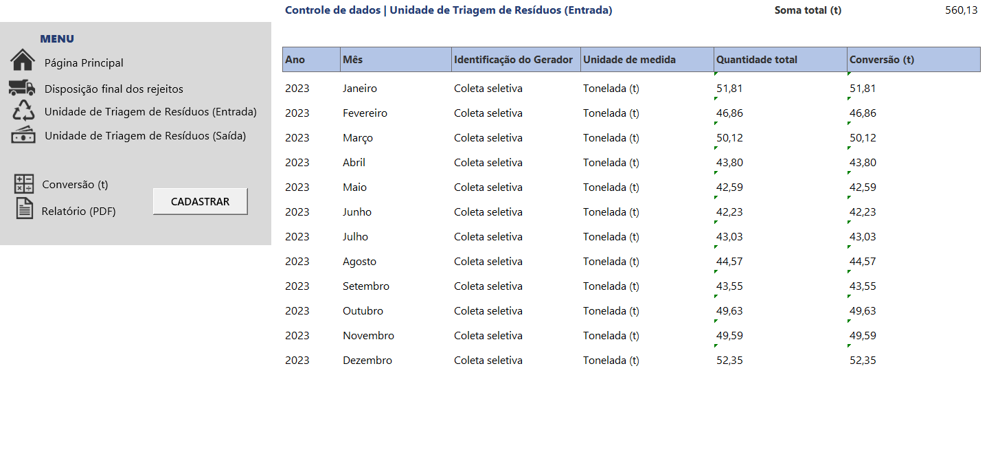 Controle de dados | Unidade de Triagem de Resíduos (Entrada) Soma total (t) 560,13
MENU
Página Principal
Disposição final dos rejeitos
Unidade de Triagem de Resíduos (Entrada)
Unidade de Triagem de Resíduos (Saída)
Conversão (t)
CADASTRAR
Relatório (PDF)
Ano Mês Identificação do Gerador Unidade de medida Quantidade total Conversão (t)
2023 Janeiro Coleta seletiva Tonelada (t) 51,81 51,81
2023 Fevereiro Coleta seletiva Tonelada (t) 46,86 46,86
2023 Março Coleta seletiva Tonelada (t) 50,12 50,12
2023 Abril Coleta seletiva Tonelada (t) 43,80 43,80
2023 Maio Coleta seletiva Tonelada (t) 42,59 42,59
2023 Junho Coleta seletiva Tonelada (t) 42,23 42,23
2023 Julho Coleta seletiva Tonelada (t) 43,03 43,03
2023 Agosto Coleta seletiva Tonelada (t) 44,57 44,57
2023 Setembro Coleta seletiva Tonelada (t) 43,55 43,55
2023 Outubro Coleta seletiva Tonelada (t) 49,63 49,63
2023 Novembro Coleta seletiva Tonelada (t) 49,59 49,59
2023 Dezembro Coleta seletiva Tonelada (t) 52,35 52,35